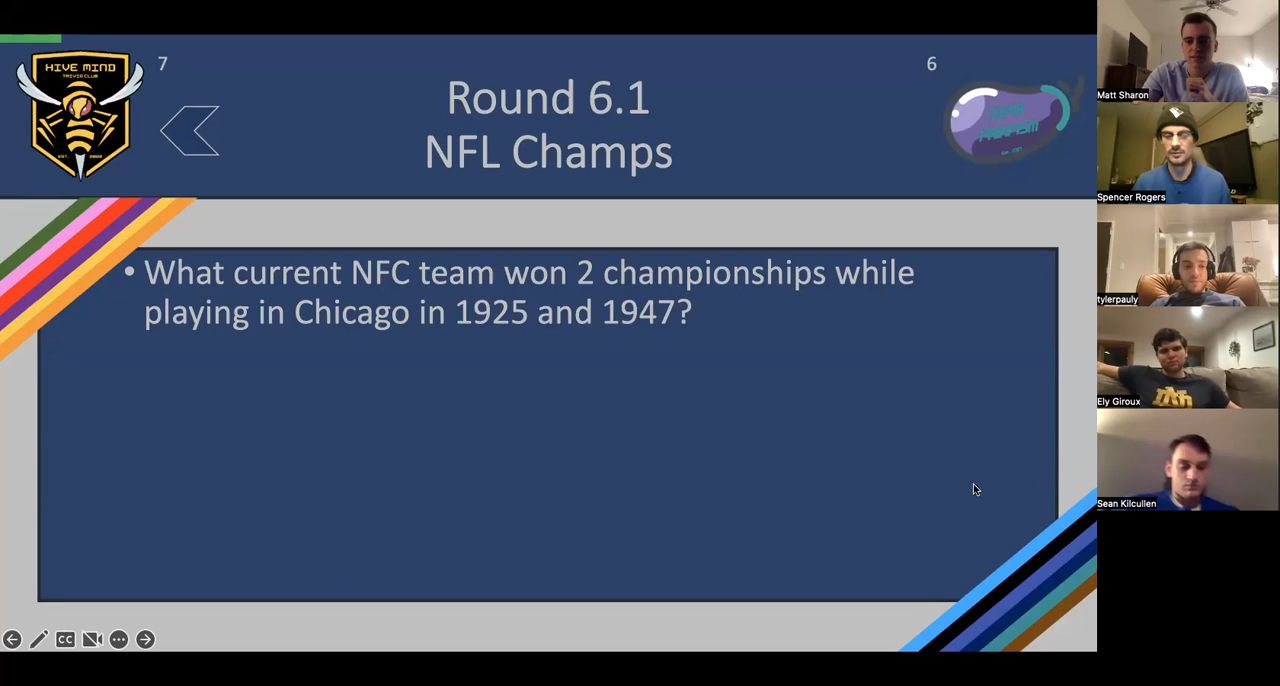 HIVE MIND
TRIVIA CLUB
7
6
Round 6.1
NFL Champs
• What current NFC team won 2 championships while
playing in Chicago in 1925 and 1947?
CC
Matt Sharon
Spencer Rogers
tylerpauly
Ely Giroux
Sean Kilcullen